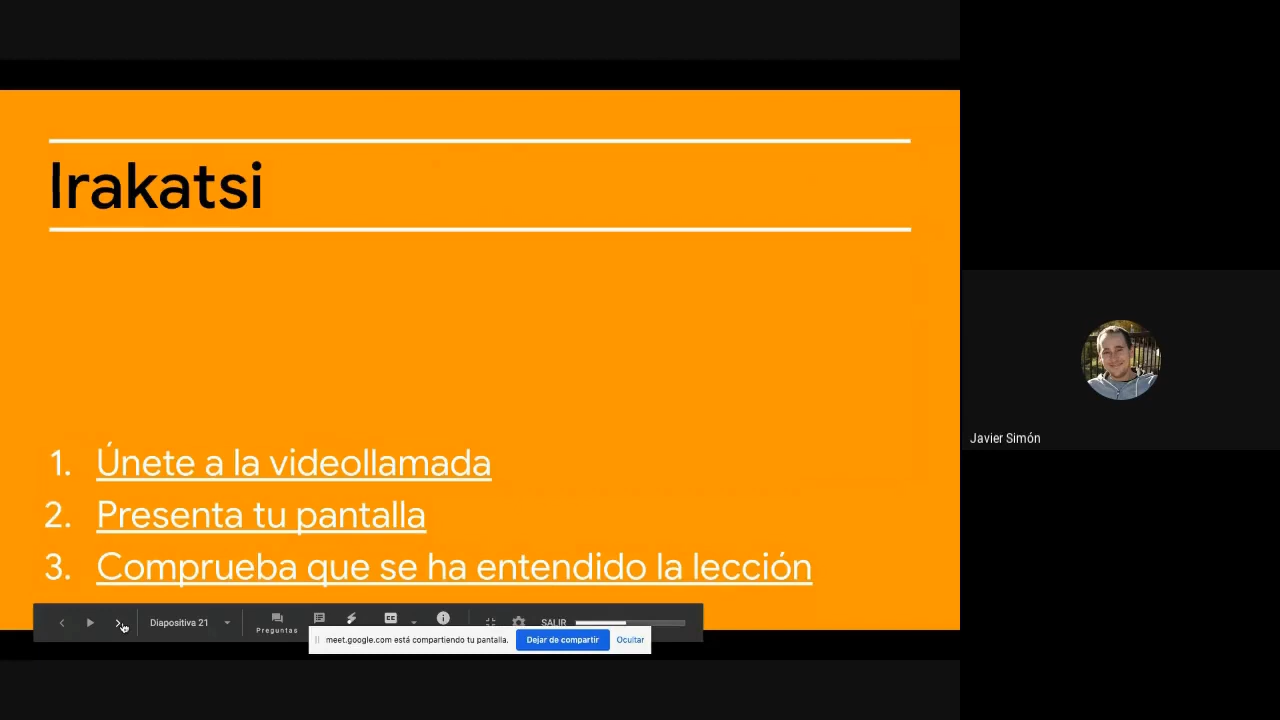 Irakatsi
1. Únete a la videollamada
2. Presenta tu pantalla
3. Comprueba que se ha entendido la lección
Diapositiva 21
Preguntas
CC
SALIR
meet.google.com está compartiendo tu pantalla.
Dejar de compartir
Ocultar
Javier Simón